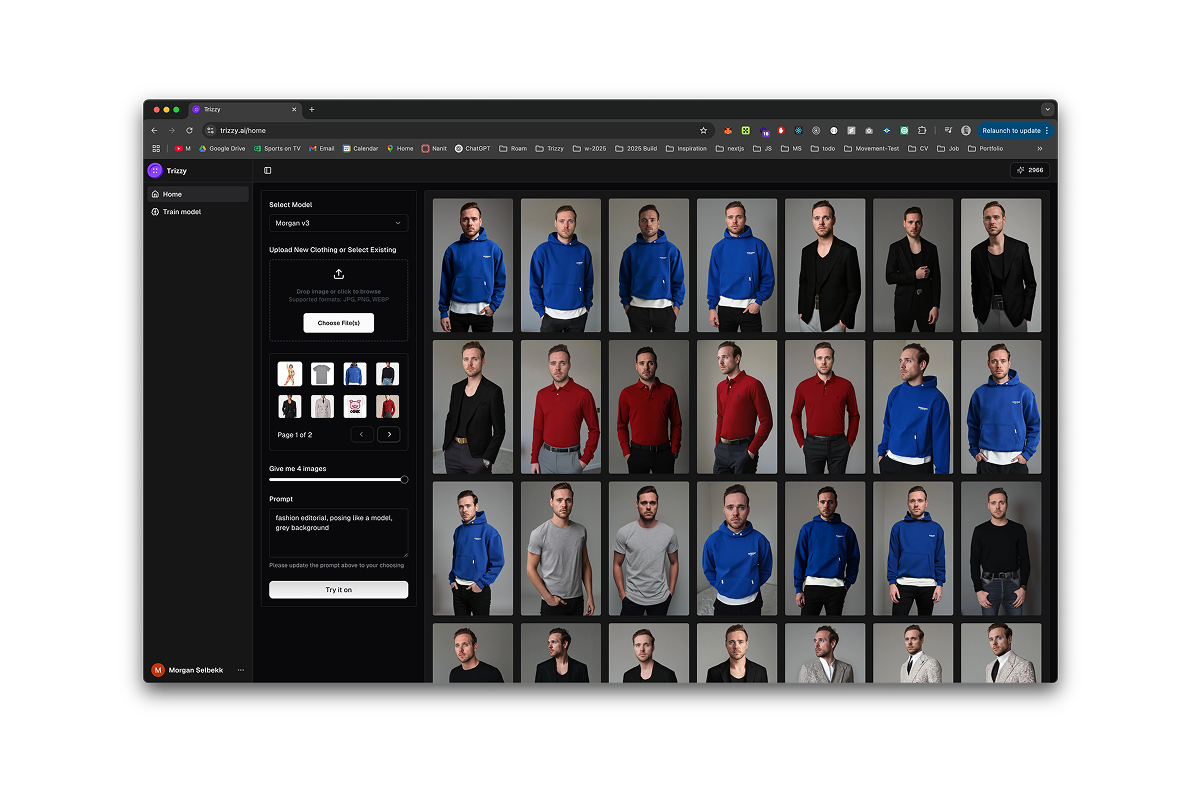 Trizzy
trizzy.ai/home
Relaunch to update
M
Google Drive
Sports on TV
Email
Calendar
Home
Nanit
ChatGPT
Roam
Trizzy
w-2025
2025 Build
Inspiration
nextjs
JS
MS
todo
Movement-Test
CV
Job
Portfolio
Trizzy
2966
Home
Train model
Select Model
Morgan v3
Upload New Clothing or Select Existing
Drop image or click to browse
Supported formats: JPG, PNG, WEBP
Choose File(s)
Page 1 of 2
Give me 4 images
Prompt
fashion editorial, posing like a model,
grey background
Please update the prompt above to your choosing
Try it on
M
Morgan Selbekk